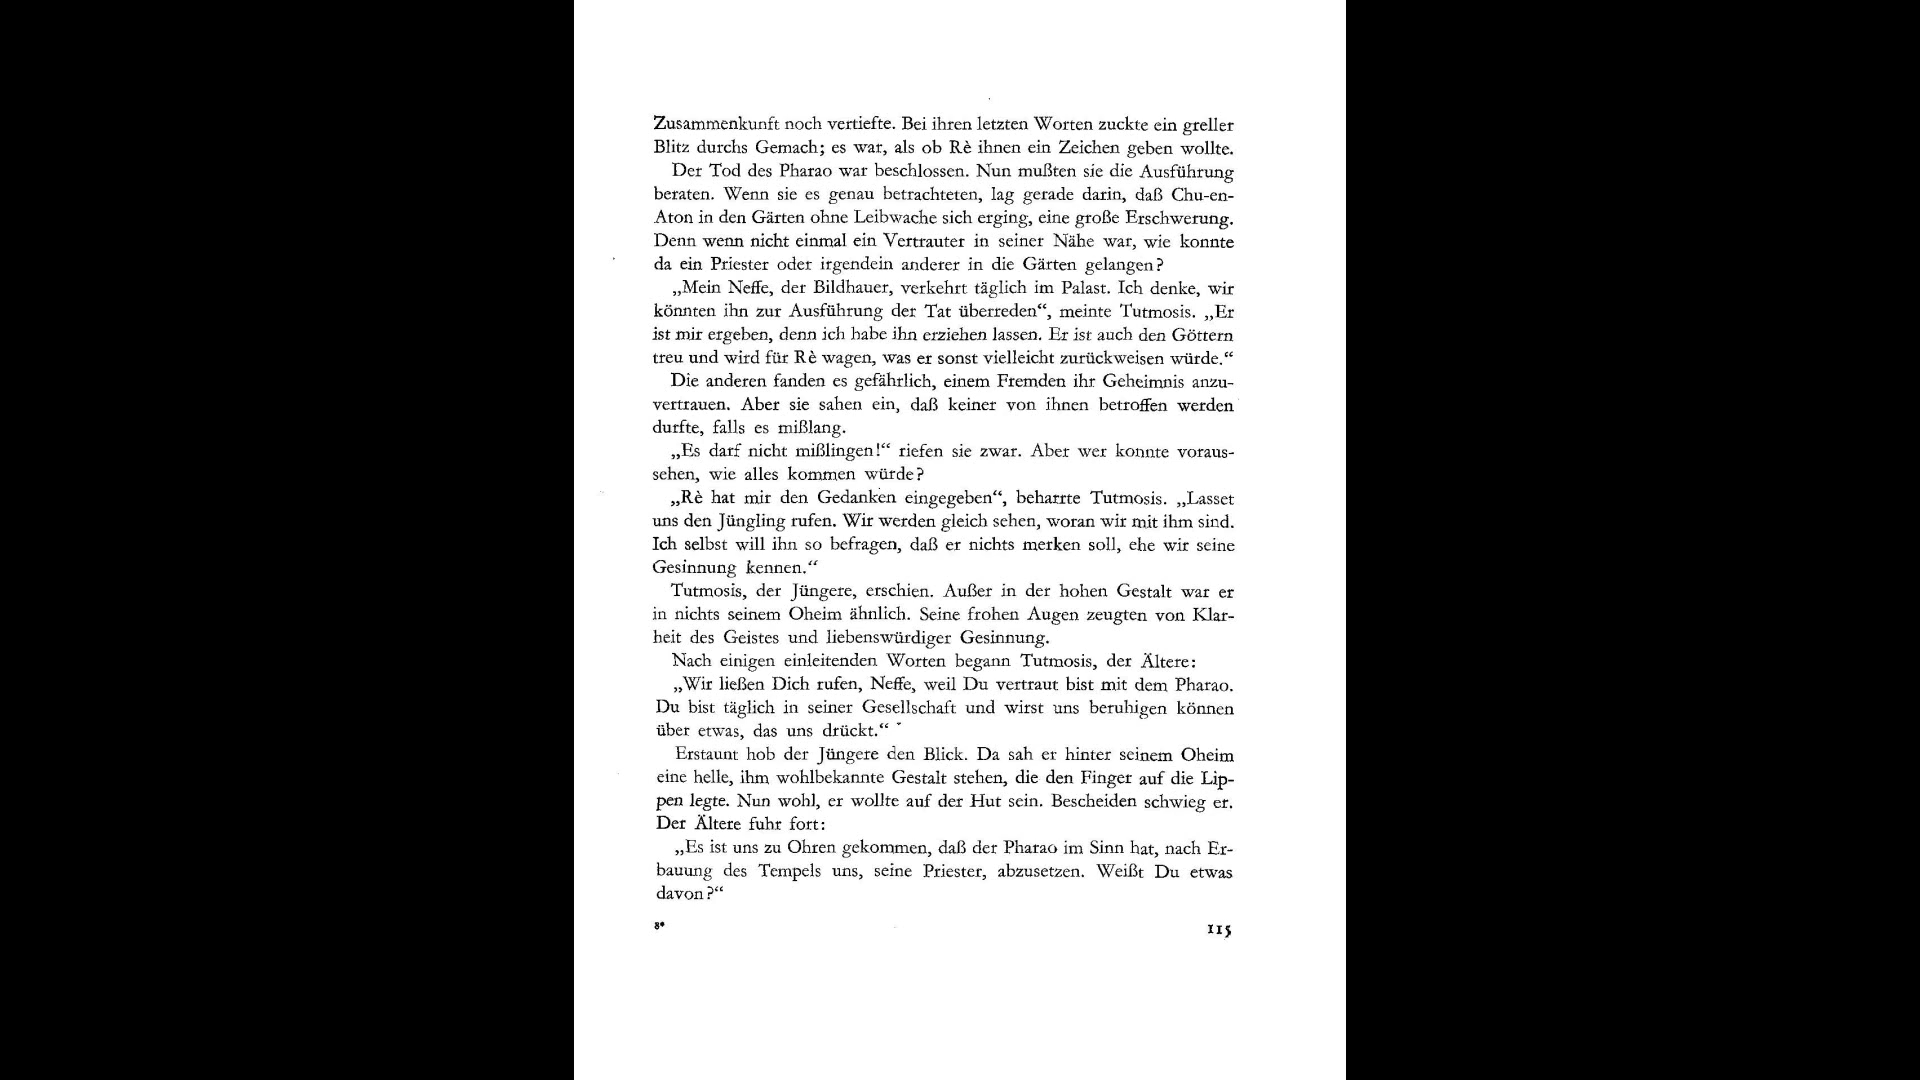 Zusammenkunft noch vertiefte. Bei ihren letzten Worten zuckte ein greller
Blitz durchs Gemach; es war, als ob Rè ihnen ein Zeichen geben wollte.
Der Tod des Pharao war beschlossen. Nun mußten sie die Ausführung
beraten. Wenn sie es genau betrachteten, lag gerade darin, daß Chu-en-
Aton in den Gärten ohne Leibwache sich erging, eine große Erschwerung.
Denn wenn nicht einmal ein Vertrauter in seiner Nähe war, wie konnte
da ein Priester oder irgendein anderer in die Gärten gelangen?
„Mein Neffe, der Bildhauer, verkehrt täglich im Palast. Ich denke, wir
könnten ihn zur Ausführung der Tat überreden“, meinte Tutmosis. „Er
ist mir ergeben, denn ich habe ihn erziehen lassen. Er ist auch den Göttern
treu und wird für Rè wagen, was er sonst vielleicht zurückweisen würde.“
Die anderen fanden es gefährlich, einem Fremden ihr Geheimnis anzu-
vertrauen. Aber sie sahen ein, daß keiner von ihnen betroffen werden
durfte, falls es mißlang.
„Es darf nicht mißlingen!“ riefen sie zwar. Aber wer konnte voraus-
sehen, wie alles kommen würde?
„Rè hat mir den Gedanken eingegeben“, beharrte Tutmosis. „Lasset
uns den Jüngling rufen. Wir werden gleich sehen, woran wir mit ihm sind.
Ich selbst will ihn so befragen, daß er nichts merken soll, ehe wir seine
Gesinnung kennen.“
Tutmosis, der Jüngere, erschien. Außer in der hohen Gestalt war er
in nichts seinem Oheim ähnlich. Seine frohen Augen zeugten von Klar-
heit des Geistes und liebenswürdiger Gesinnung.
Nach einigen einleitenden Worten begann Tutmosis, der Ältere:
„Wir ließen Dich rufen, Neffe, weil Du vertraut bist mit dem Pharao.
Du bist täglich in seiner Gesellschaft und wirst uns beruhigen können
über etwas, das uns drückt.“
Erstaunt hob der Jüngere den Blick. Da sah er hinter seinem Oheim
eine helle, ihm wohlbekannte Gestalt stehen, die den Finger auf die Lip-
pen legte. Nun wohl, er wollte auf der Hut sein. Bescheiden schwieg er.
Der Ältere fuhr fort:
„Es ist uns zu Ohren gekommen, daß der Pharao im Sinn hat, nach Er-
bauung des Tempels uns, seine Priester, abzusetzen. Weißt Du etwas
davon?“
8*
115